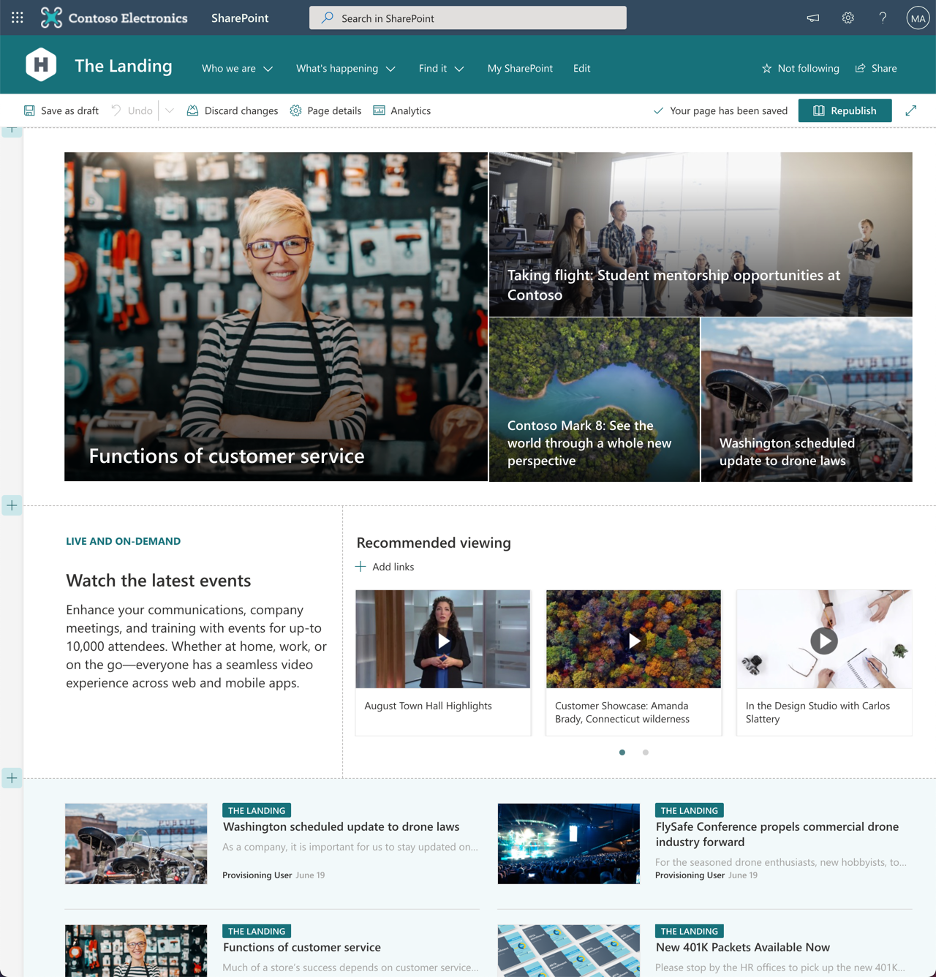 Contoso Electronics
SharePoint
Search in SharePoint
MA
H
The Landing
Who we are
What's happening
Find it
My SharePoint
Edit
Not following
Share
Save as draft
Undo
Discard changes
Page details
Analytics
Your page has been saved
Republish
Functions of customer service
Taking flight: Student mentorship opportunities at
Contoso
Contoso Mark 8: See the
world through a whole new
perspective
PUBLIC
MARKET
Washington scheduled
update to drone laws
LIVE AND ON-DEMAND
Watch the latest events
Enhance your communications, company
meetings, and training with events for up-to
10,000 attendees. Whether at home, work, or
on the go—everyone has a seamless video
experience across web and mobile apps.
Recommended viewing
Add links
August Town Hall Highlights
Customer Showcase: Amanda
Brady, Connecticut wilderness
In the Design Studio with Carlos
Slattery
PUBLIC
MARKET
THE LANDING
Washington scheduled update to drone laws
As a company, it is important for us to stay updated on...
Provisioning User June 19
THE LANDING
FlySafe Conference propels commercial drone
industry forward
For the seasoned drone enthusiasts, new hobbyists, to...
Provisioning User June 19
THE LANDING
Functions of customer service
Much of a store's success depends on customer service...
THE LANDING
New 401K Packets Available Now
Please stop by the HR offices to pick up the new 401K...